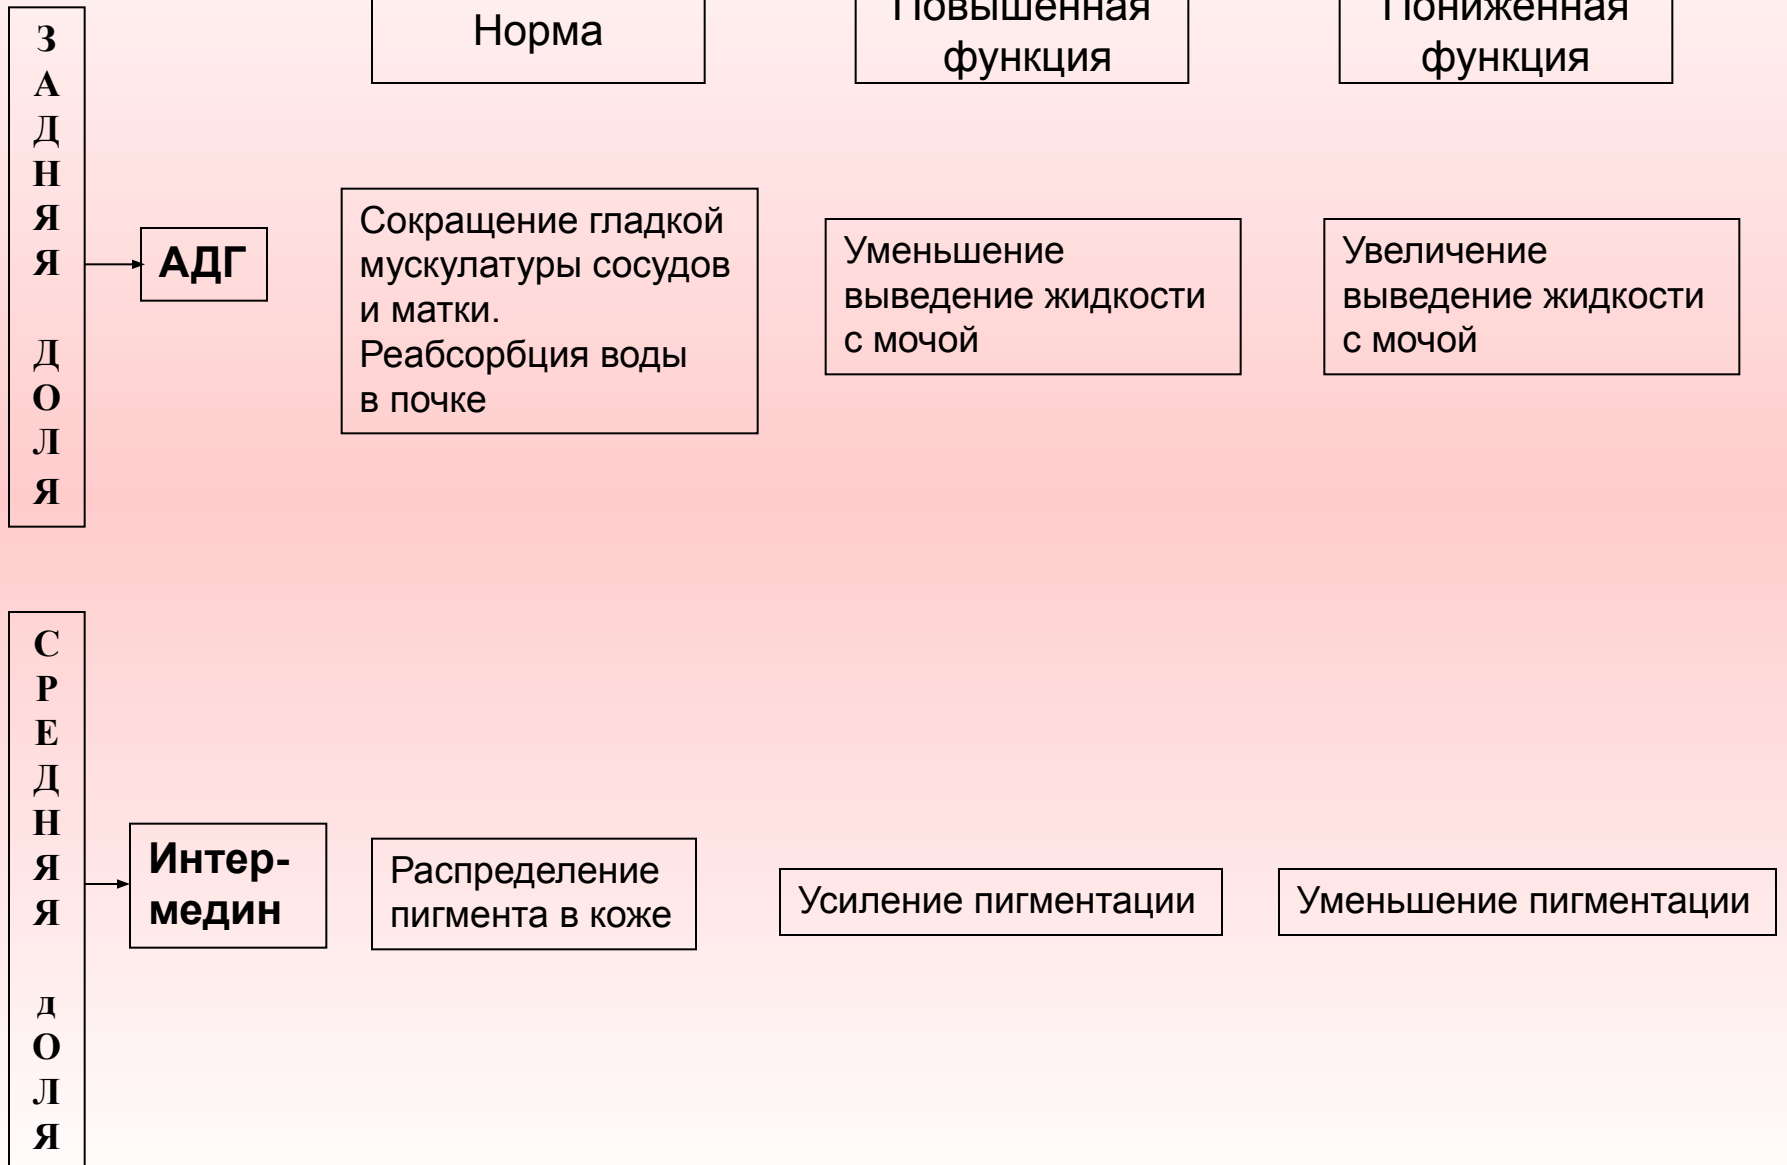 ЗАДНЯЯ ДОЛЯ
Норма
Повышенная
функция
Пониженная
функция
АДГ
Сокращение гладкой
мускулатуры сосудов
и матки.
Реабсорбция воды
в почке
Уменьшение
выведение жидкости
с мочой
Увеличение
выведение жидкости
с мочой
СРЕДНЯЯ дОЛЯ
Интер-
медин
Распределение
пигмента в коже
Усиление пигментации
Уменьшение пигментации